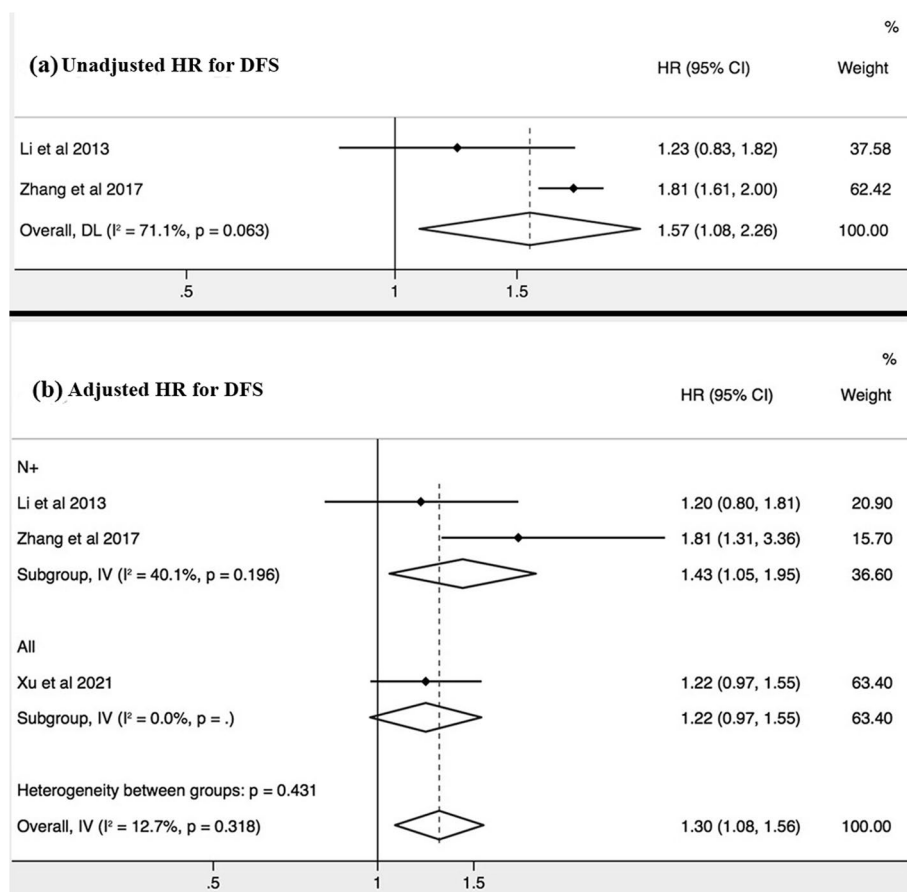 %
(a) Unadjusted HR for DFS HR (95% CI) Weight
Li et al 2013 1.23 (0.83, 1.82) 37.58
Zhang et al 2017 1.81 (1.61, 2.00) 62.42
Overall, DL (I² = 71.1%, p = 0.063) 1.57 (1.08, 2.26) 100.00
.5 1 1.5
%
(b) Adjusted HR for DFS HR (95% CI) Weight
N+
Li et al 2013 1.20 (0.80, 1.81) 20.90
Zhang et al 2017 1.81 (1.31, 3.36) 15.70
Subgroup, IV (I² = 40.1%, p = 0.196) 1.43 (1.05, 1.95) 36.60
All
Xu et al 2021 1.22 (0.97, 1.55) 63.40
Subgroup, IV (I² = 0.0%, p = .) 1.22 (0.97, 1.55) 63.40
Heterogeneity between groups: p = 0.431
Overall, IV (I² = 12.7%, p = 0.318) 1.30 (1.08, 1.56) 100.00
.5 1 1.5